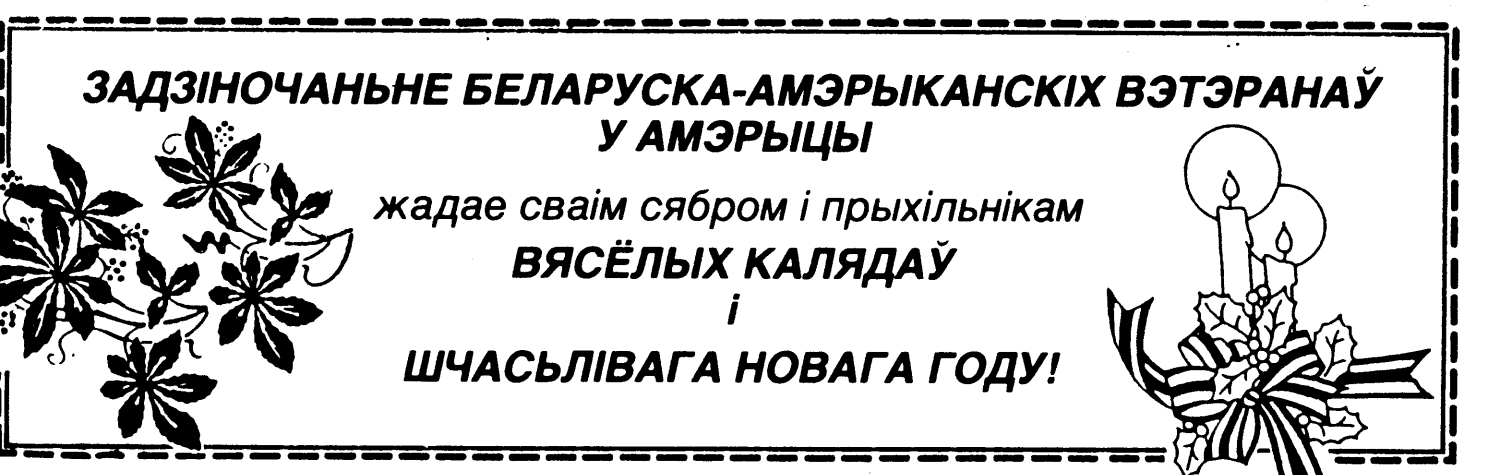 ЗАДЗІНОЧАНЬНЕ БЕЛАРУСКА-АМЭРЫКАНСКІХ ВЭТЭРАНАЎ
У АМЭРЫЦЫ
жадае сваім сябром і прыхільнікам
ВЯСЁЛЫХ КАЛЯДАЎ
і
ШЧАСЬЛІВАГА НОВАГА ГОДУ!